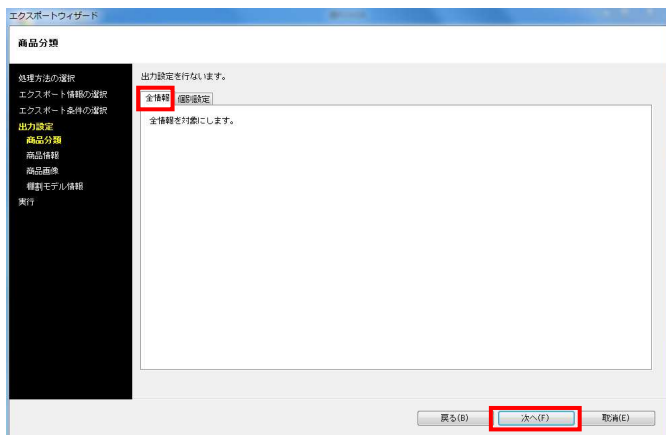 エクスポートウィザード
商品分類
処理方法の選択
エクスポート情報の選択
エクスポート条件の選択
出力設定
商品分類
商品情報
商品画像
棚割モデル情報
実行
出力設定を行ないます。
全情報 個別設定
全情報を対象にします。
戻る(B) 次へ(F) 取消(E)